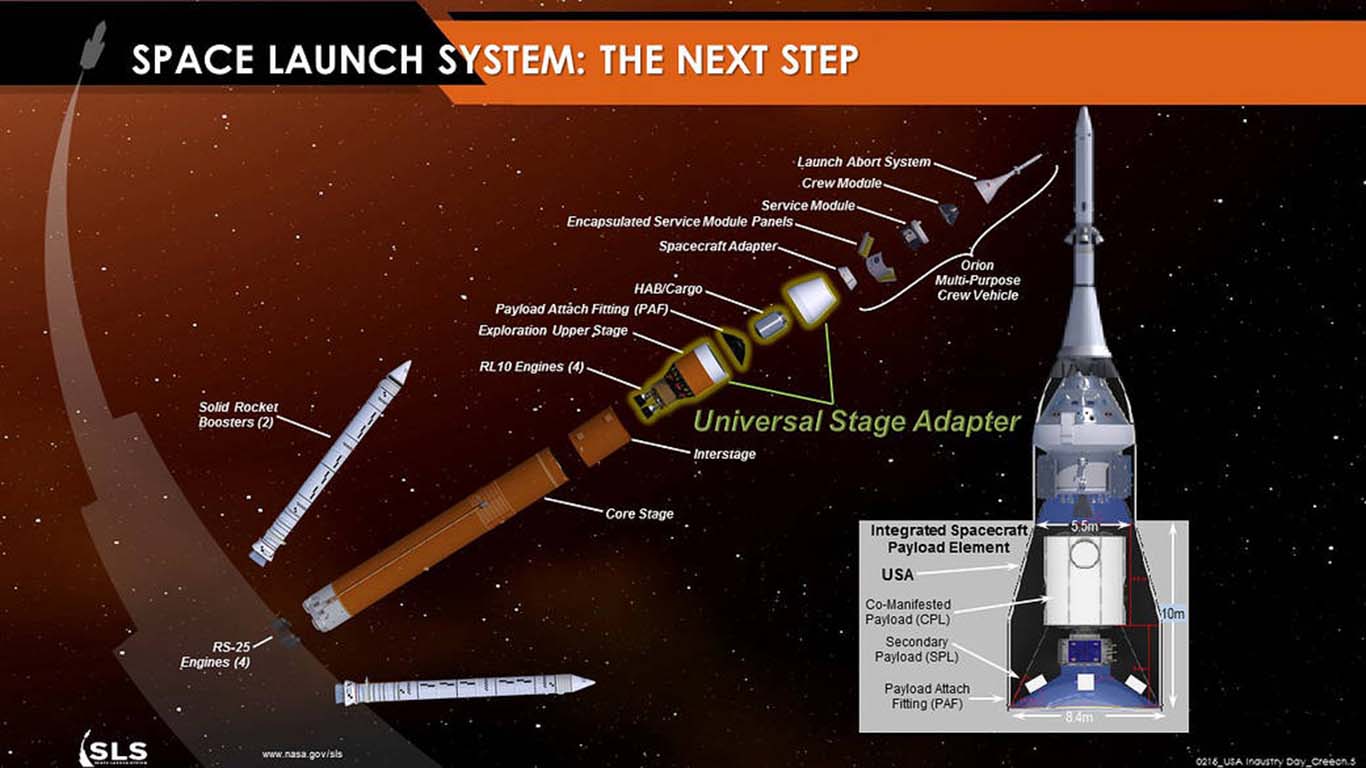 SPACE LAUNCH SYSTEM: THE NEXT STEP
Launch Abort System
Crew Module
Service Module
Encapsulated Service Module Panels
Spacecraft Adapter
Orion
Multi-Purpose
Crew Vehicle
HAB/Cargo
Payload Attach Fitting (PAF)
Exploration Upper Stage
RL10 Engines (4)
Universal Stage Adapter
Solid Rocket
Boosters (2)
Interstage
Core Stage
RS-25
Engines (4)
Integrated Spacecraft
Payload Element
5.5m
USA
Co-Manifested
Payload (CPL)
10m
Secondary
Payload (SPL)
Payload Attach
Fitting (PAF)
8.4m
SLS
www.nasa.gov/sls
0216_USA Industry Day_Creech.5